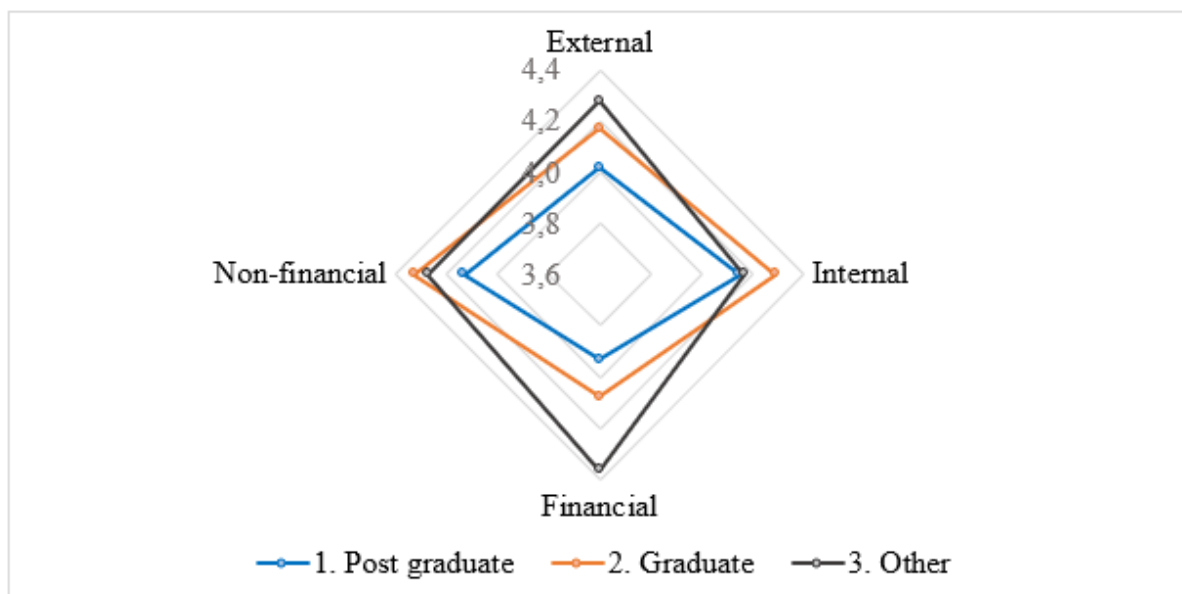 External
4,4
4,2
4,0
3,8
3,6
Non-financial
Internal
Financial
1. Post graduate 2. Graduate 3. Other